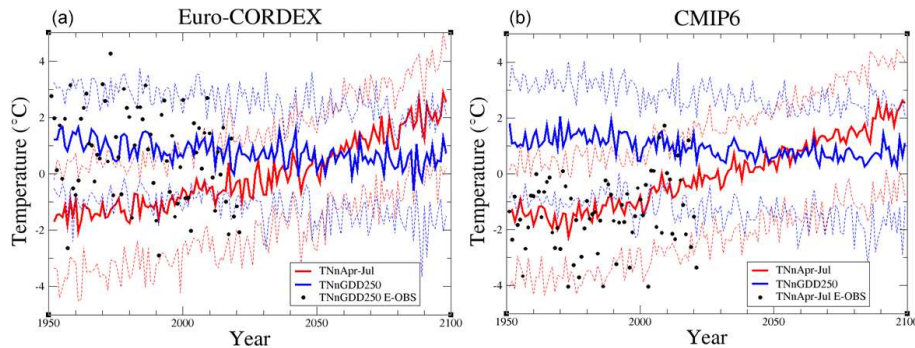 (a) Euro-CORDEX
Temperature (°C)
4
2
0
-2
-4
TNnApr-Jul
TNnGDD250
TNnGDD250 E-OBS
1950 2000 2050 2100
Year
(b) CMIP6
Temperature (°C)
4
2
0
-2
-4
TNnApr-Jul
TNnGDD250
TNnApr-Jul E-OBS
1950 2000 2050 2100
Year